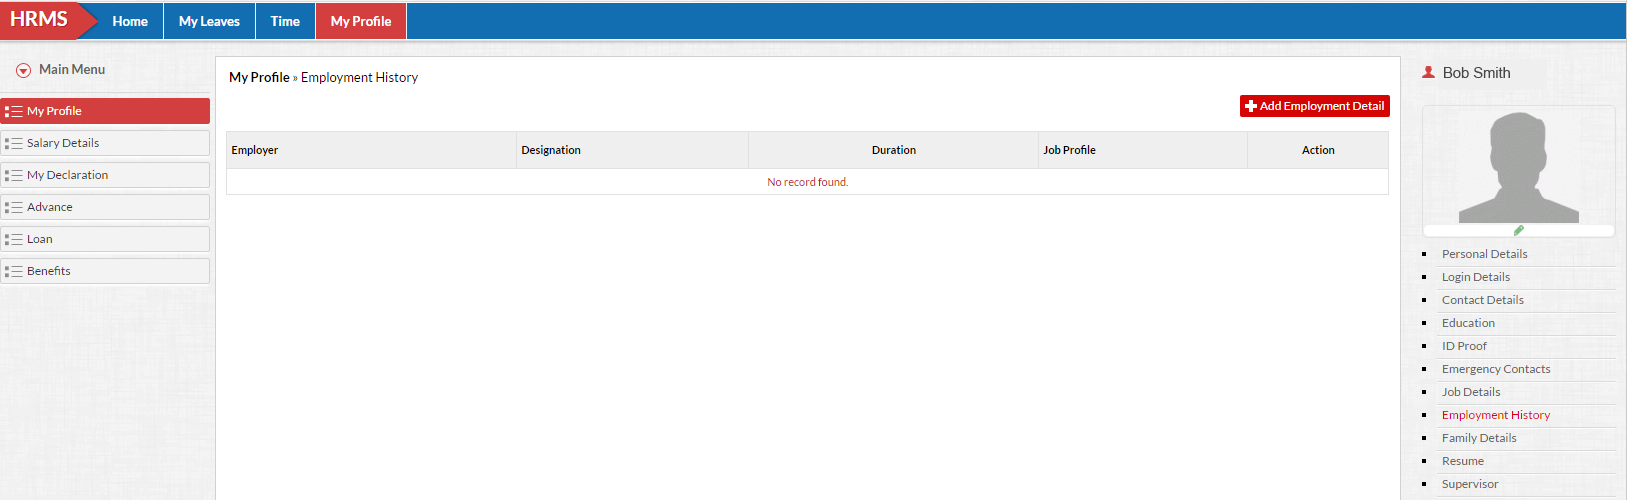 HRMS
Home
My Leaves
Time
My Profile
Main Menu
My Profile
Salary Details
My Declaration
Advance
Loan
Benefits
My Profile » Employment History
Add Employment Detail
Employer Designation Duration Job Profile Action
No record found.
Bob Smith
Personal Details
Login Details
Contact Details
Education
ID Proof
Emergency Contacts
Job Details
Employment History
Family Details
Resume
Supervisor